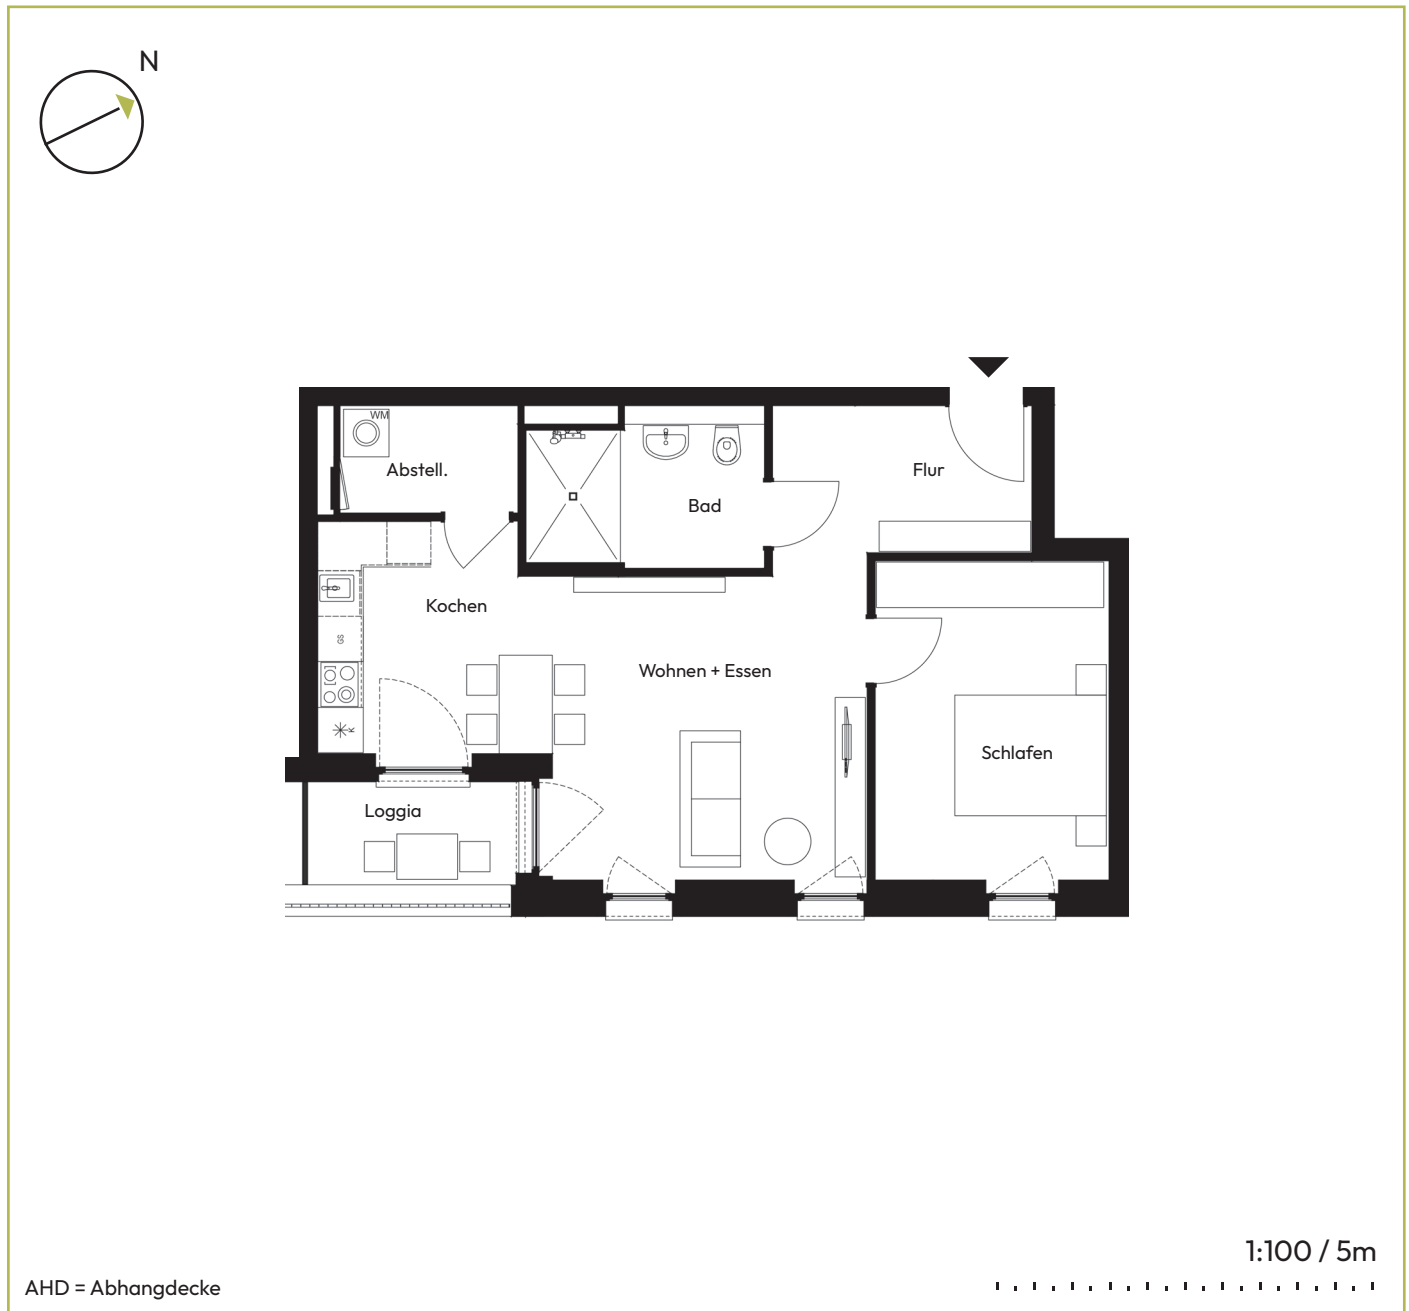 N
WM
Abstell.
Flur
Bad
Kochen
GS
Wohnen + Essen
K
Schlafen
Loggia
1:100 / 5m
AHD = Abhangdecke